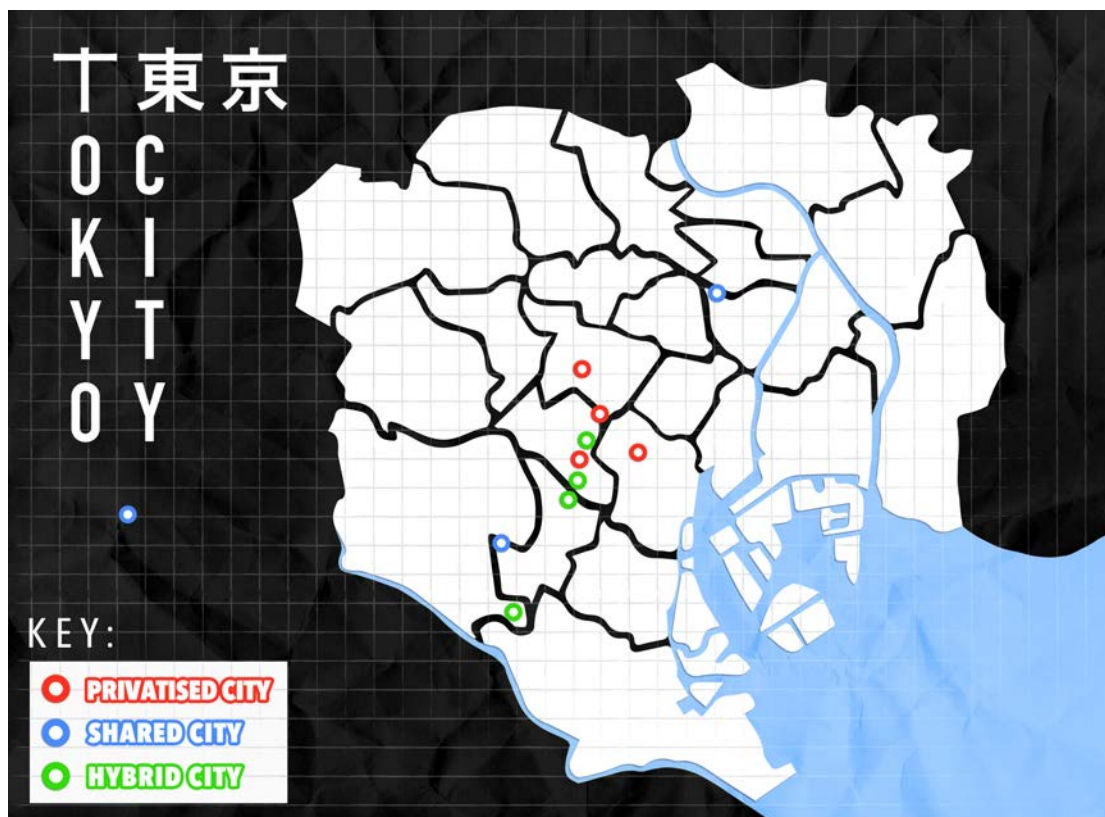 東京
TOKYO
CITY
KEY:
PRIVATISED CITY
SHARED CITY
HYBRID CITY